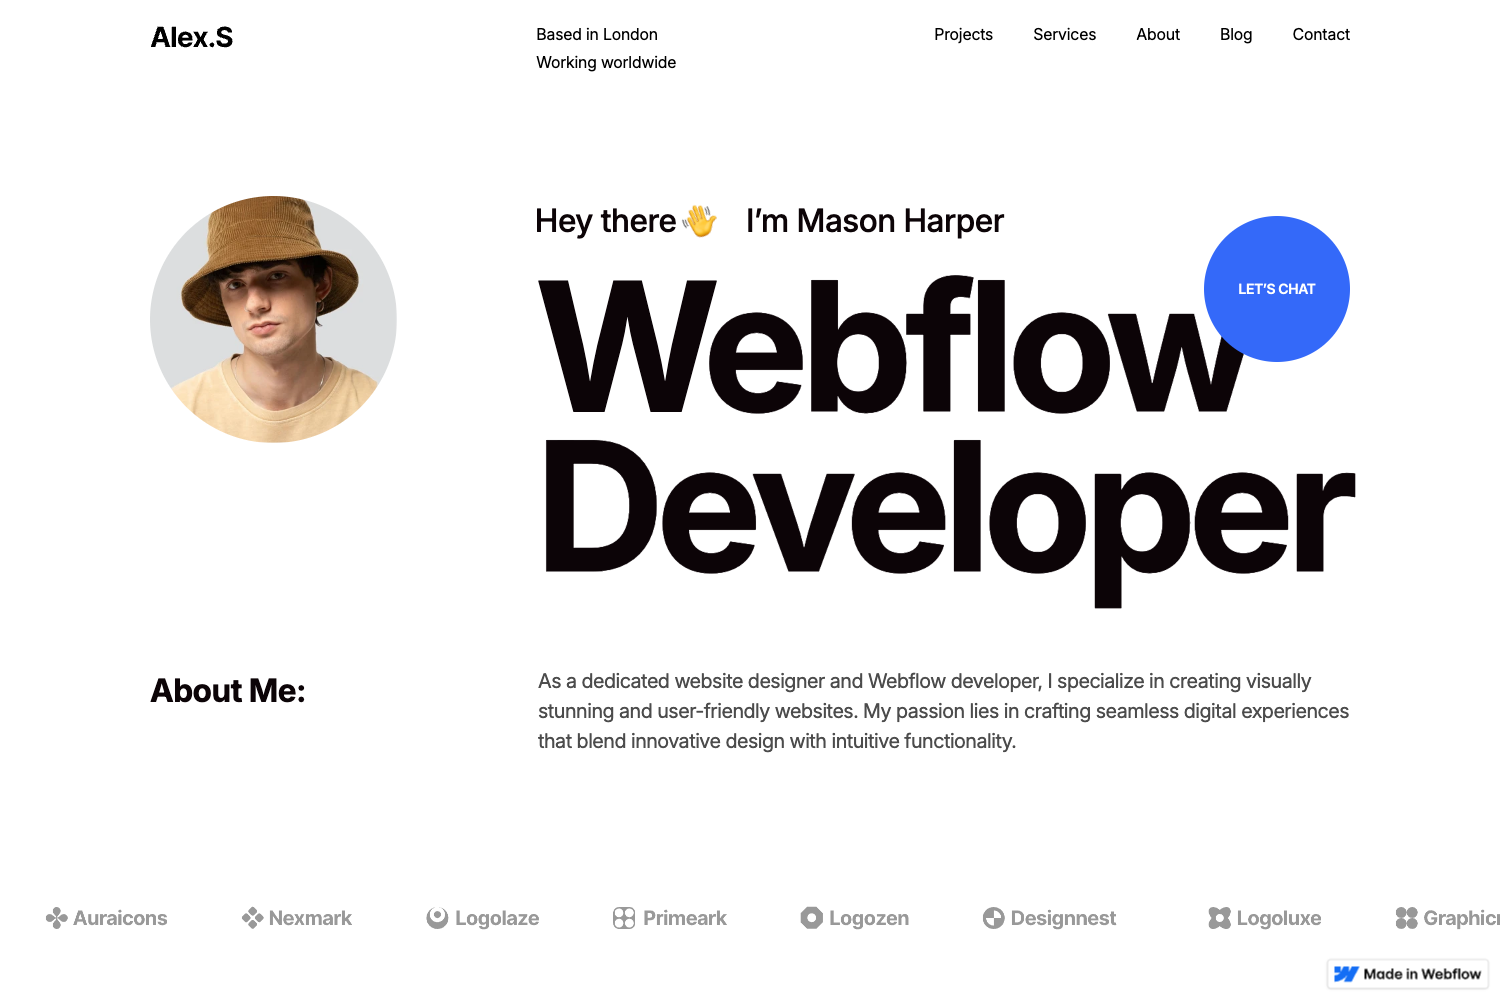 Alex.S
Based in London
Working worldwide
Projects
Services
About
Blog
Contact
Hey there👋 I’m Mason Harper
LET’S CHAT
Webflow
Developer
About Me:
As a dedicated website designer and Webflow developer, I specialize in creating visually
stunning and user-friendly websites. My passion lies in crafting seamless digital experiences
that blend innovative design with intuitive functionality.
Auraicons
Nexmark
Logolaze
Primeark
Logozen
Designnest
Logoluxe
Made in Webflow